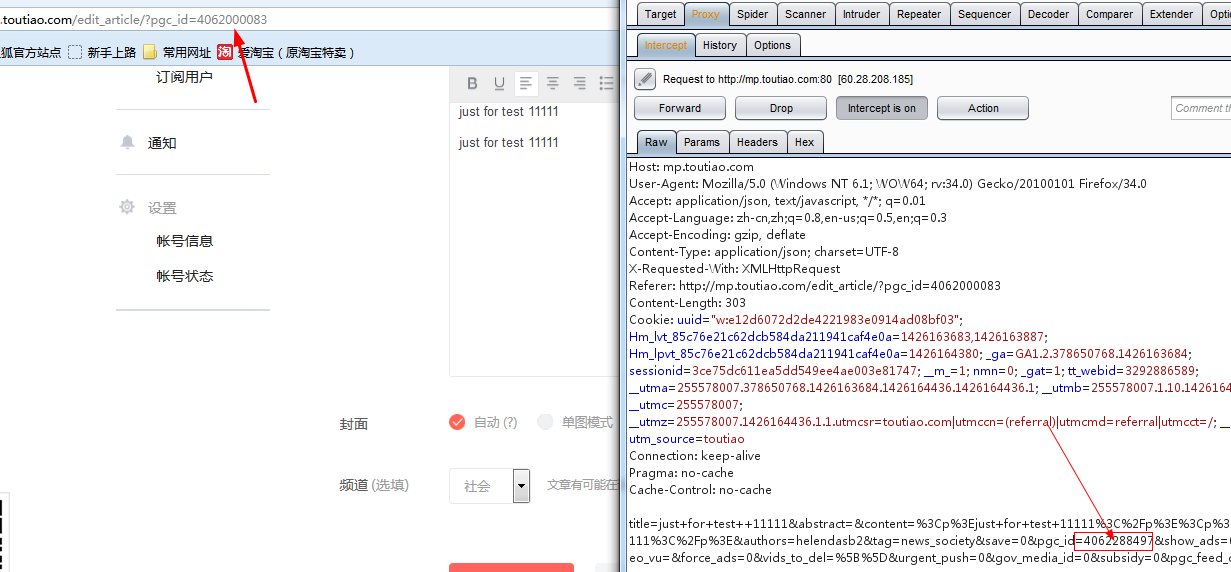 .toutiao.com/edit_article/?pgc_id=4062000083
狐官方站点 新手上路 常用网址 淘 爱淘宝（原淘宝特卖）
订阅用户
通知
设置
帐号信息
帐号状态
B U
just for test 11111
just for test 11111
封面 自动 (?) 单图模式
频道 (选填) 社会 文章有可能在
Target Proxy Spider Scanner Intruder Repeater Sequencer Decoder Comparer Extender Opti
Intercept History Options
Request to http://mp.toutiao.com:80 [60.28.208.185]
Forward Drop Intercept is on Action Comment th
Raw Params Headers Hex
Host: mp.toutiao.com
User-Agent: Mozilla/5.0 (Windows NT 6.1; WOW64; rv:34.0) Gecko/20100101 Firefox/34.0
Accept: application/json, text/javascript, */*; q=0.01
Accept-Language: zh-cn,zh;q=0.8,en-us;q=0.5,en;q=0.3
Accept-Encoding: gzip, deflate
Content-Type: application/json; charset=UTF-8
X-Requested-With: XMLHttpRequest
Referer: http://mp.toutiao.com/edit_article/?pgc_id=4062000083
Content-Length: 303
Cookie: uuid="w:e12d6072d2de4221983e0914ad08bf03";
Hm_lvt_85c76e21c62dcb584da211941caf4e0a=1426163683,1426163887;
Hm_lpvt_85c76e21c62dcb584da211941caf4e0a=1426164380; _ga=GA1.2.378650768.1426163684;
sessionid=3ce75dc611ea5dd549ee4ae003e81747; __m_=1; nmn=0; _gat=1; tt_webid=3292886589;
__utma=255578007.378650768.1426163684.1426164436.1426164436.1; __utmb=255578007.1.10.1426164
__utmc=255578007;
__utmz=255578007.1426164436.1.1.utmcsr=toutiao.com|utmccn=(referral)|utmcmd=referral|utmcct=/; __
utm_source=toutiao
Connection: keep-alive
Pragma: no-cache
Cache-Control: no-cache
title=just+for+test++11111&abstract=&content=%3Cp%3Ejust+for+test+11111%3C%2Fp%3E%3Cp%
111%3C%2Fp%3E&authors=helendasb2&tag=news_society&save=0&pgc_id=4062288497&show_ads=0
eo_vu=&force_ads=0&vids_to_del=%5B%5D&urgent_push=0&gov_media_id=0&subsidy=0&pgc_feed_c